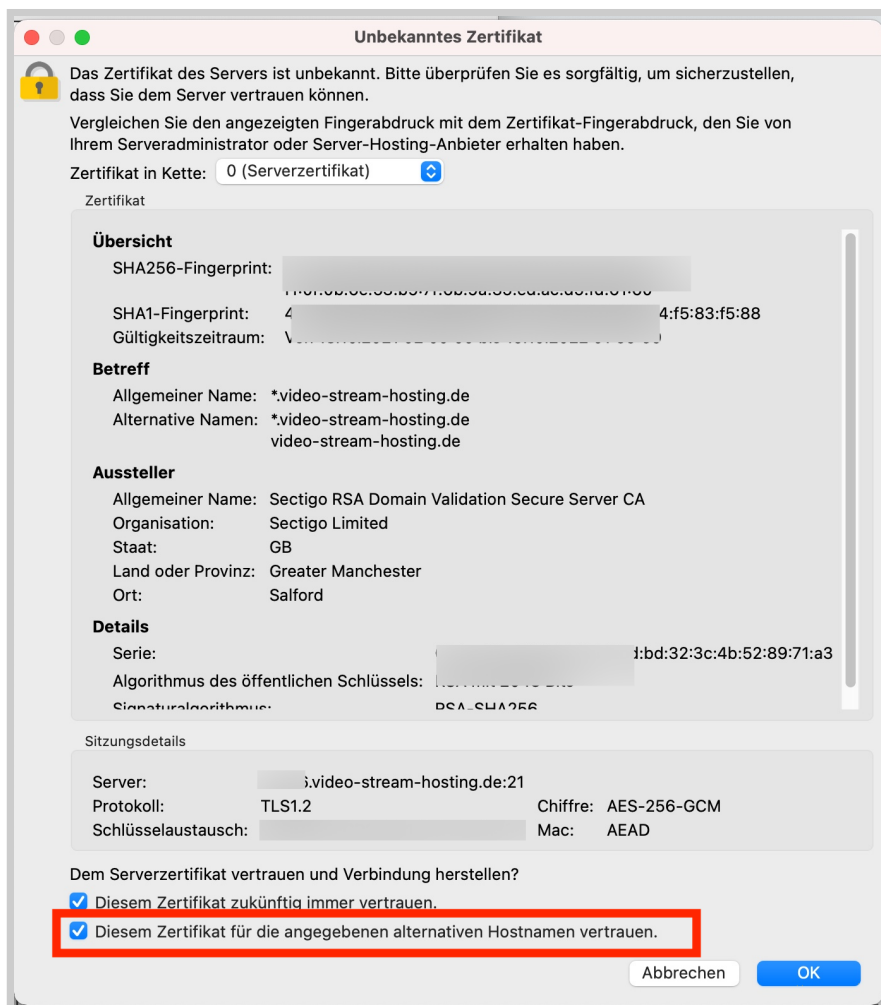 Unbekanntes Zertifikat
Das Zertifikat des Servers ist unbekannt. Bitte überprüfen Sie es sorgfältig, um sicherzustellen,
dass Sie dem Server vertrauen können.
Vergleichen Sie den angezeigten Fingerabdruck mit dem Zertifikat-Fingerabdruck, den Sie von
Ihrem Serveradministrator oder Server-Hosting-Anbieter erhalten haben.
Zertifikat in Kette: 0 (Serverzertifikat)
Zertifikat
Übersicht
SHA256-Fingerprint:
SHA1-Fingerprint: 4:f5:83:f5:88
Gültigkeitszeitraum:
Betreff
Allgemeiner Name: *.video-stream-hosting.de
Alternative Namen: *.video-stream-hosting.de
video-stream-hosting.de
Aussteller
Allgemeiner Name: Sectigo RSA Domain Validation Secure Server CA
Organisation: Sectigo Limited
Staat: GB
Land oder Provinz: Greater Manchester
Ort: Salford
Details
Serie: :bd:32:3c:4b:52:89:71:a3
Algorithmus des öffentlichen Schlüssels:
Signaturalgorithmus: RSA-SHA256
Sitzungsdetails
Server: .video-stream-hosting.de:21
Protokoll: TLS1.2 Chiffre: AES-256-GCM
Schlüsselaustausch: Mac: AEAD
Dem Serverzertifikat vertrauen und Verbindung herstellen?
Diesem Zertifikat zukünftig immer vertrauen.
Diesem Zertifikat für die angegebenen alternativen Hostnamen vertrauen.
Abbrechen OK